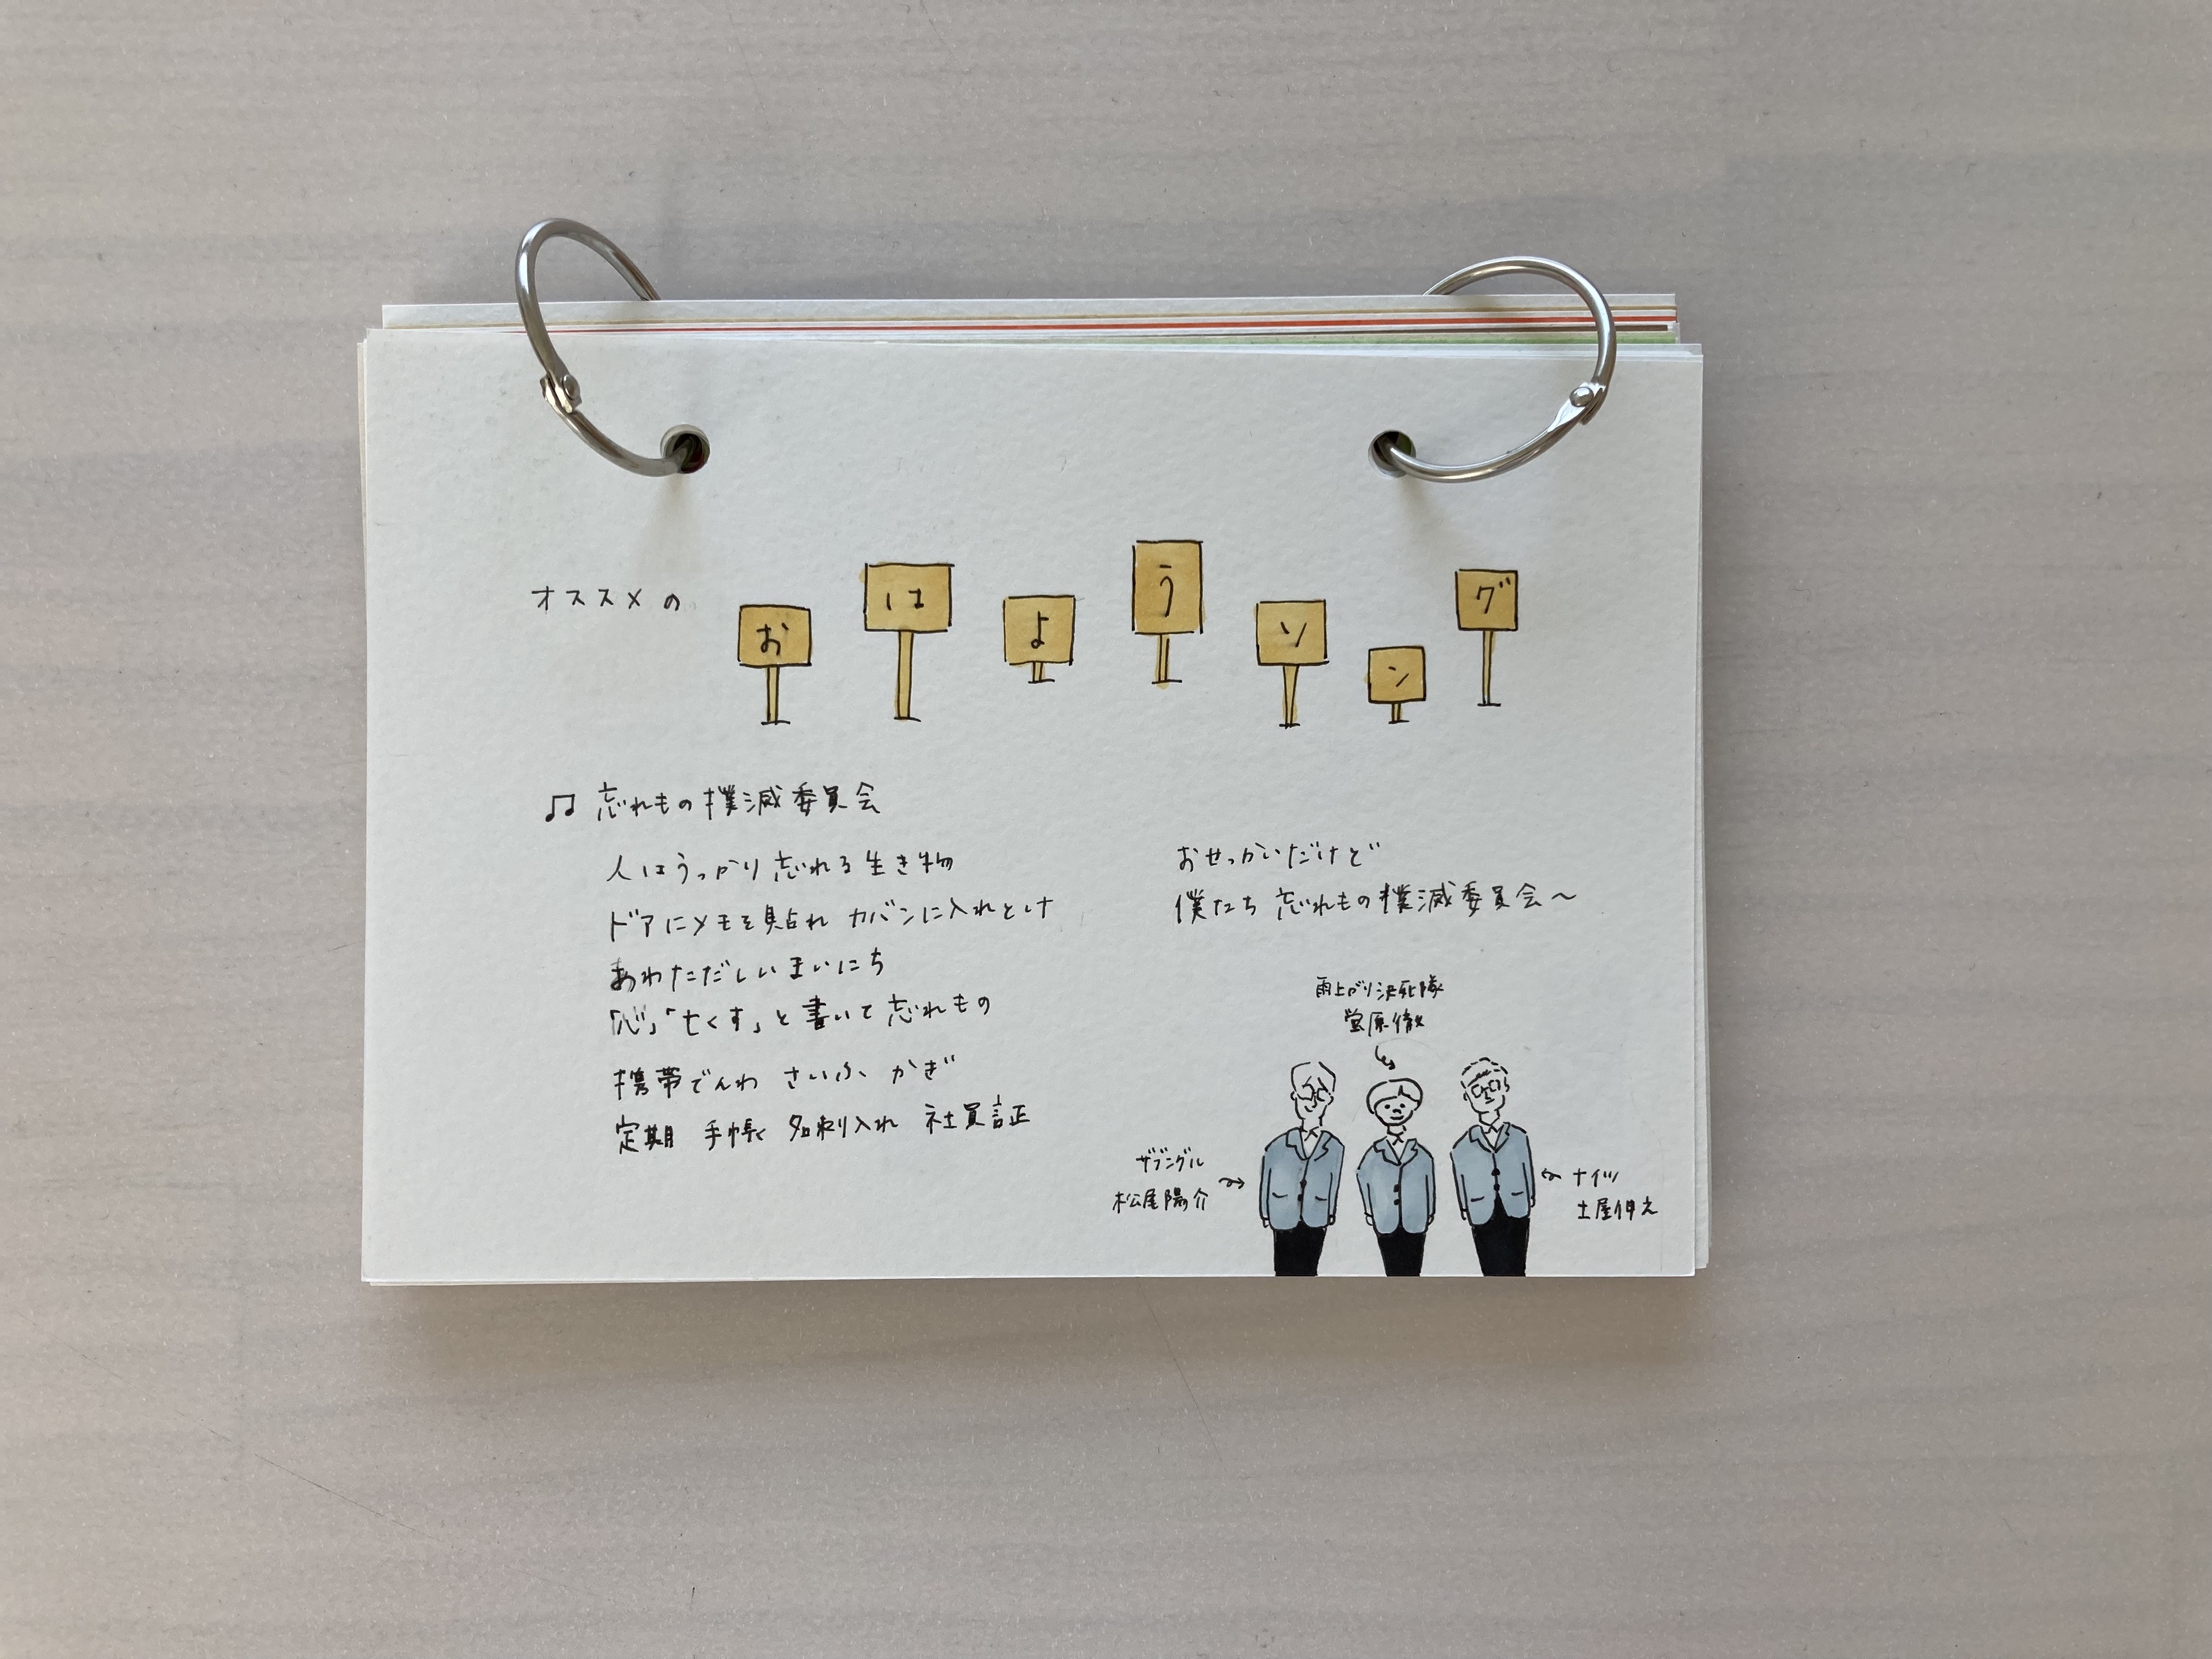 オススメの おはようソング
♫ 忘れもの撲滅委員会
人はうっかり忘れる生き物
ドアにメモを貼れ カバンに入れとけ
あわただしいまいにち
「心」「亡くす」と書いて忘れもの
携帯でんわ さいふ かぎ
定期 手帳 名刺入れ 社員証
おせっかいだけど
僕たち 忘れもの撲滅委員会〜
雨上がり決死隊
蛍原徹
ザブングル
松尾陽介
ナイツ
土屋伸之